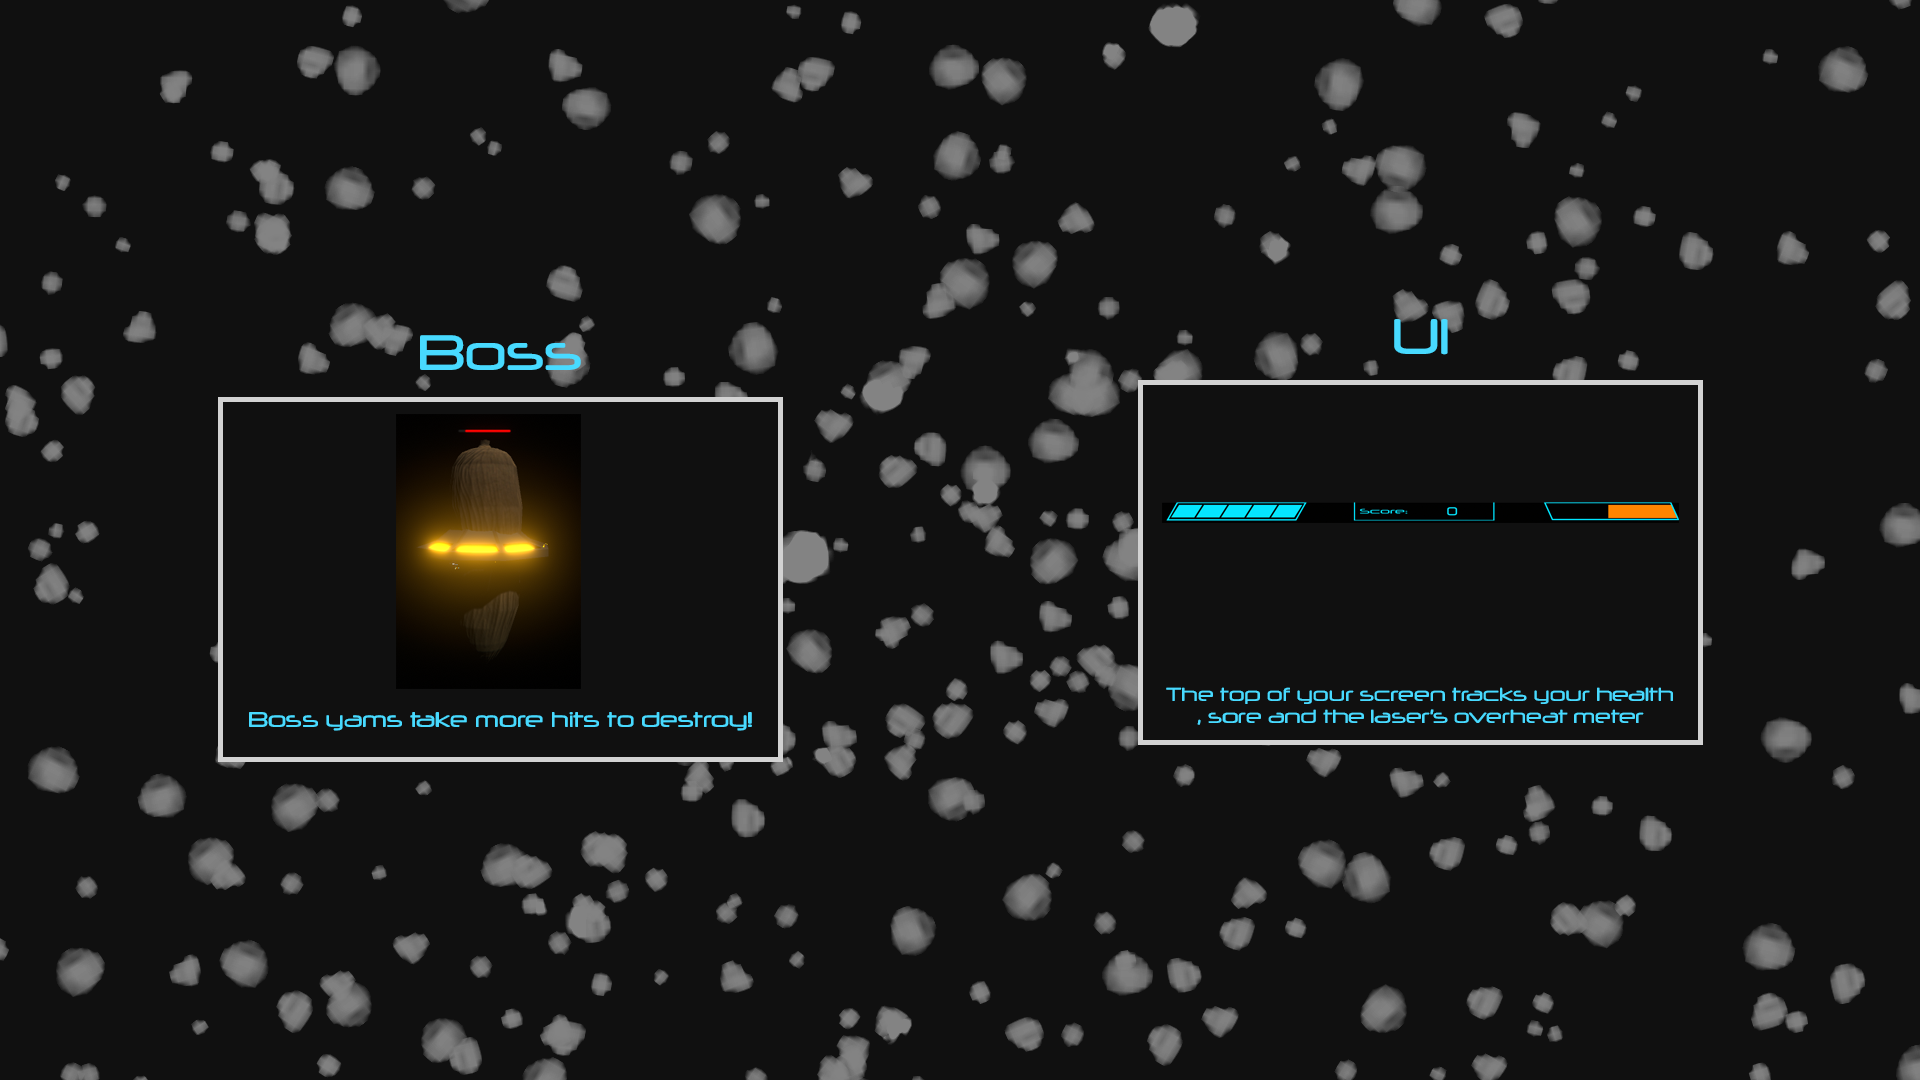 Boss
Boss yams take more hits to destroy!
UI
Score: 0
The top of your screen tracks your health
, sore and the laser's overheat meter